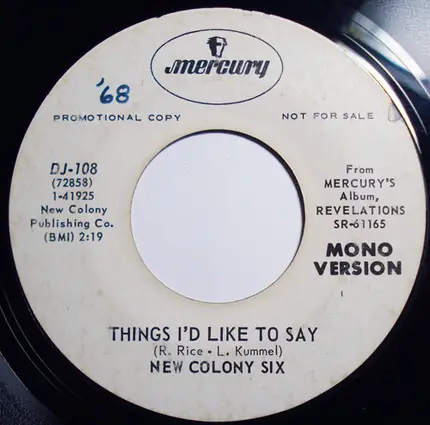 mercury
'68
PROMOTIONAL COPY
NOT FOR SALE
DJ-108
(72858)
1-41925
New Colony
Publishing Co.
(BMI) 2:19
From
MERCURY'S
Album,
REVELATIONS
SR-61165
MONO
VERSION
THINGS I'D LIKE TO SAY
(R. Rice - L. Kummel)
NEW COLONY SIX